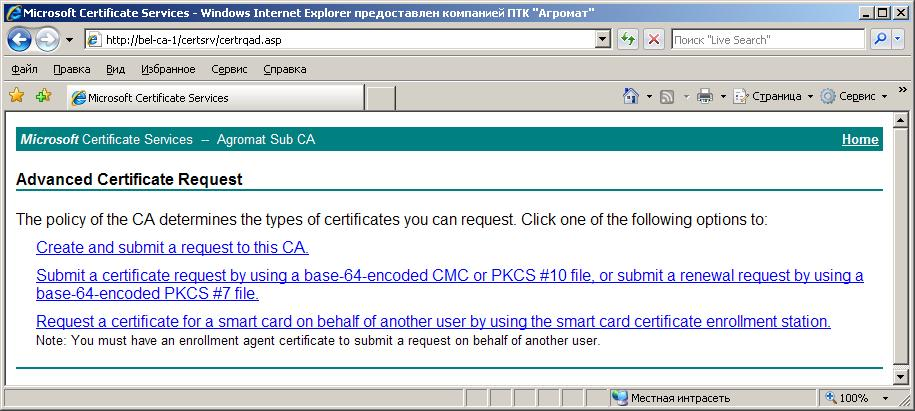 Microsoft Certificate Services - Windows Internet Explorer предоставлен компанией ПТК "Агромат"
http://bel-ca-1/certsrv/certrqad.asp
Поиск "Live Search"
Файл Правка Вид Избранное Сервис Справка
Microsoft Certificate Services
Страница Сервис
Microsoft Certificate Services -- Agromat Sub CA Home
Advanced Certificate Request
The policy of the CA determines the types of certificates you can request. Click one of the following options to:
Create and submit a request to this CA.
Submit a certificate request by using a base-64-encoded CMC or PKCS #10 file, or submit a renewal request by using a
base-64-encoded PKCS #7 file.
Request a certificate for a smart card on behalf of another user by using the smart card certificate enrollment station.
Note: You must have an enrollment agent certificate to submit a request on behalf of another user.
Местная интрасеть 100%